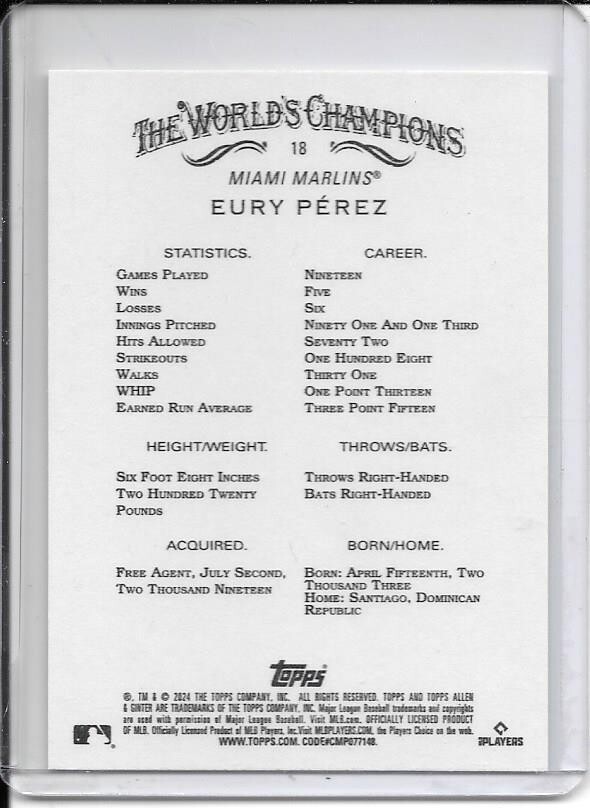 THE WORLD'S CHAMPIONS
18
MIAMI MARLINS®
EURY PÉREZ
STATISTICS. CAREER.
GAMES PLAYED NINETEEN
WINS FIVE
LOSSES SIX
INNINGS PITCHED NINETY ONE AND ONE THIRD
HITS ALLOWED SEVENTY TWO
STRIKEOUTS ONE HUNDRED EIGHT
WALKS THIRTY ONE
WHIP ONE POINT THIRTEEN
EARNED RUN AVERAGE THREE POINT FIFTEEN
HEIGHT/WEIGHT. THROWS/BATS.
SIX FOOT EIGHT INCHES THROWS RIGHT-HANDED
TWO HUNDRED TWENTY BATS RIGHT-HANDED
POUNDS
ACQUIRED. BORN/HOME.
FREE AGENT, JULY SECOND, BORN: APRIL FIFTEENTH, TWO
TWO THOUSAND NINETEEN THOUSAND THREE
HOME: SANTIAGO, DOMINICAN
REPUBLIC
topps
®, TM & © 2024 THE TOPPS COMPANY, INC. ALL RIGHTS RESERVED. TOPPS AND TOPPS ALLEN
& GINTER ARE TRADEMARKS OF THE TOPPS COMPANY, INC. Major League Baseball trademarks and copyrights
are used with permission of Major League Baseball. Visit MLB.com. OFFICIALLY LICENSED PRODUCT
OF MLB. Officially Licensed Product of MLB Players, Inc. Visit MLBPLAYERS.com, the Players Choice on the web.
WWW.TOPPS.COM. CODE#CMP077148.
PLAYERS